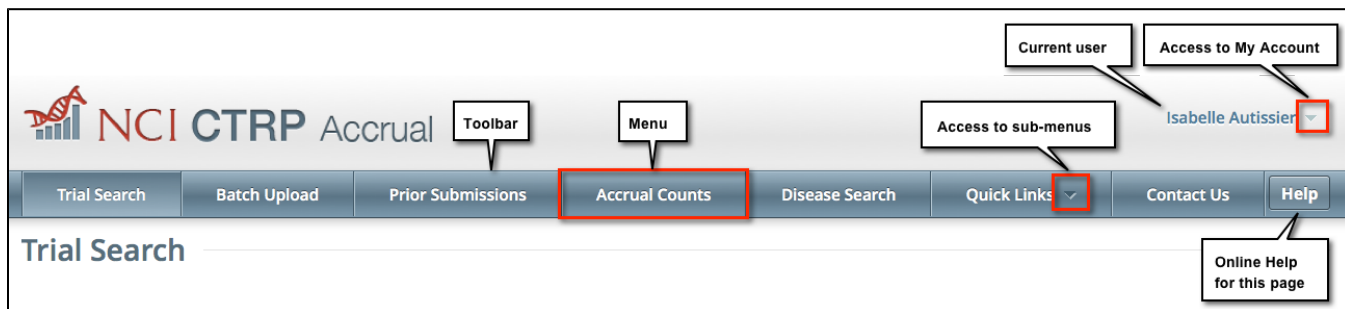 Current user
Access to My Account
NCI CTRP Accrual
Toolbar
Menu
Access to sub-menus
Isabelle Autissier
Trial Search
Batch Upload
Prior Submissions
Accrual Counts
Disease Search
Quick Links
Contact Us
Help
Trial Search
Online Help
for this page